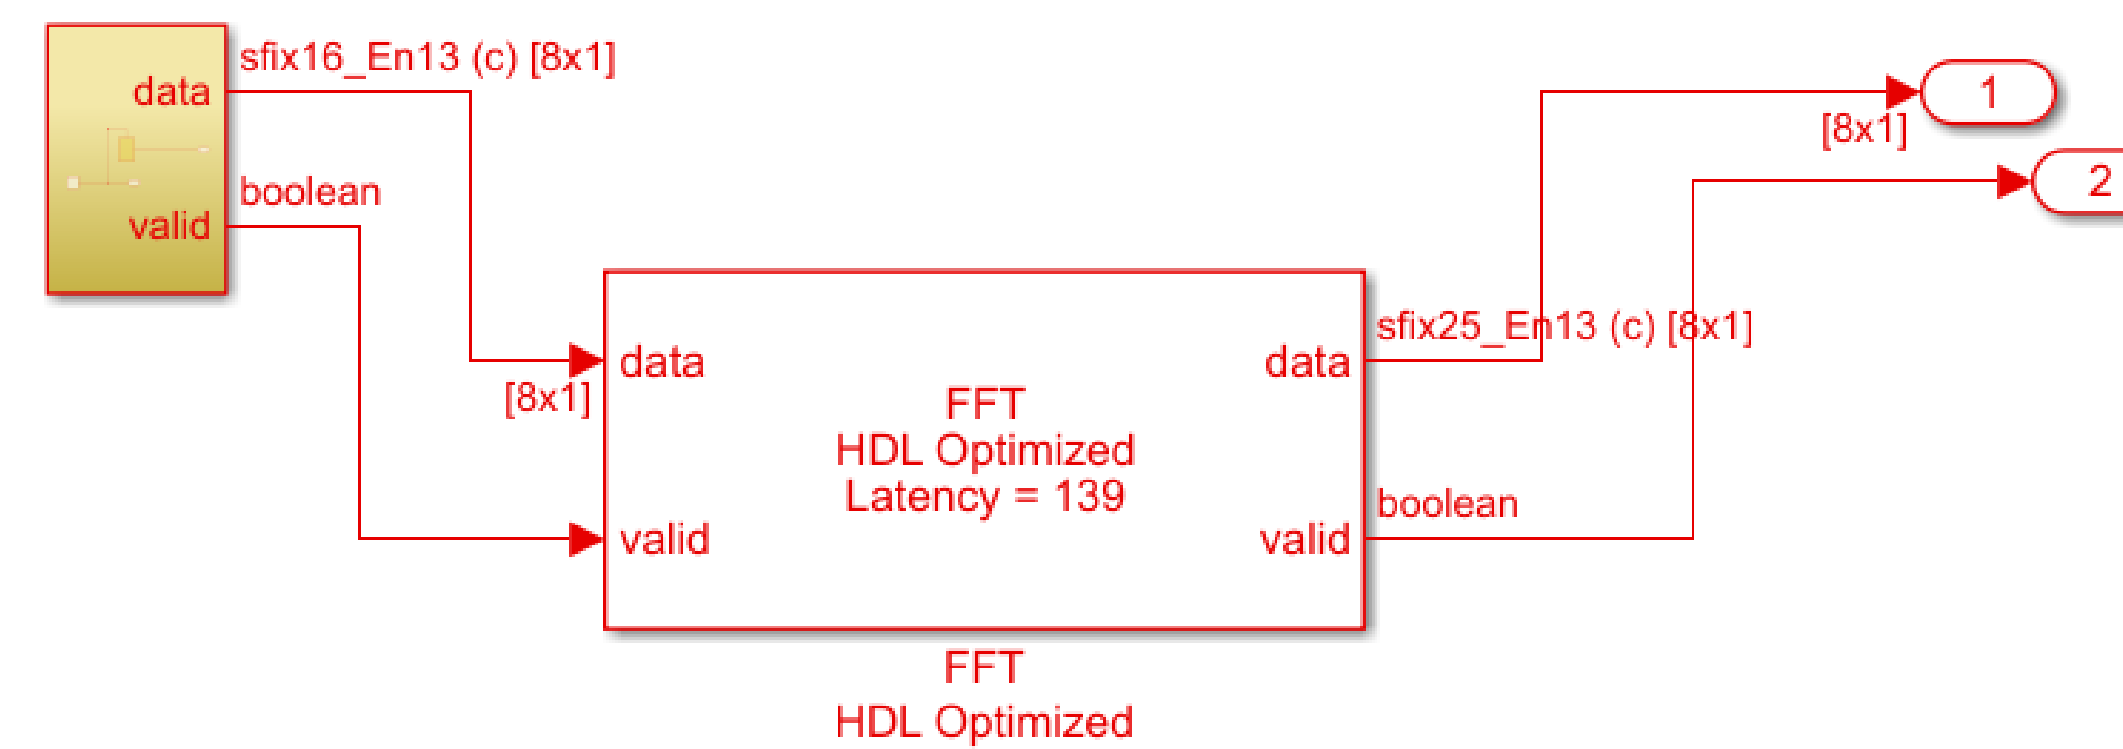 sfix16_En13 (c) [8x1]
data
boolean
valid
1
[8x1]
2
data
[8x1]
valid
FFT
HDL Optimized
Latency = 139
data
sfix25_En13 (c) [8x1]
boolean
valid
FFT
HDL Optimized